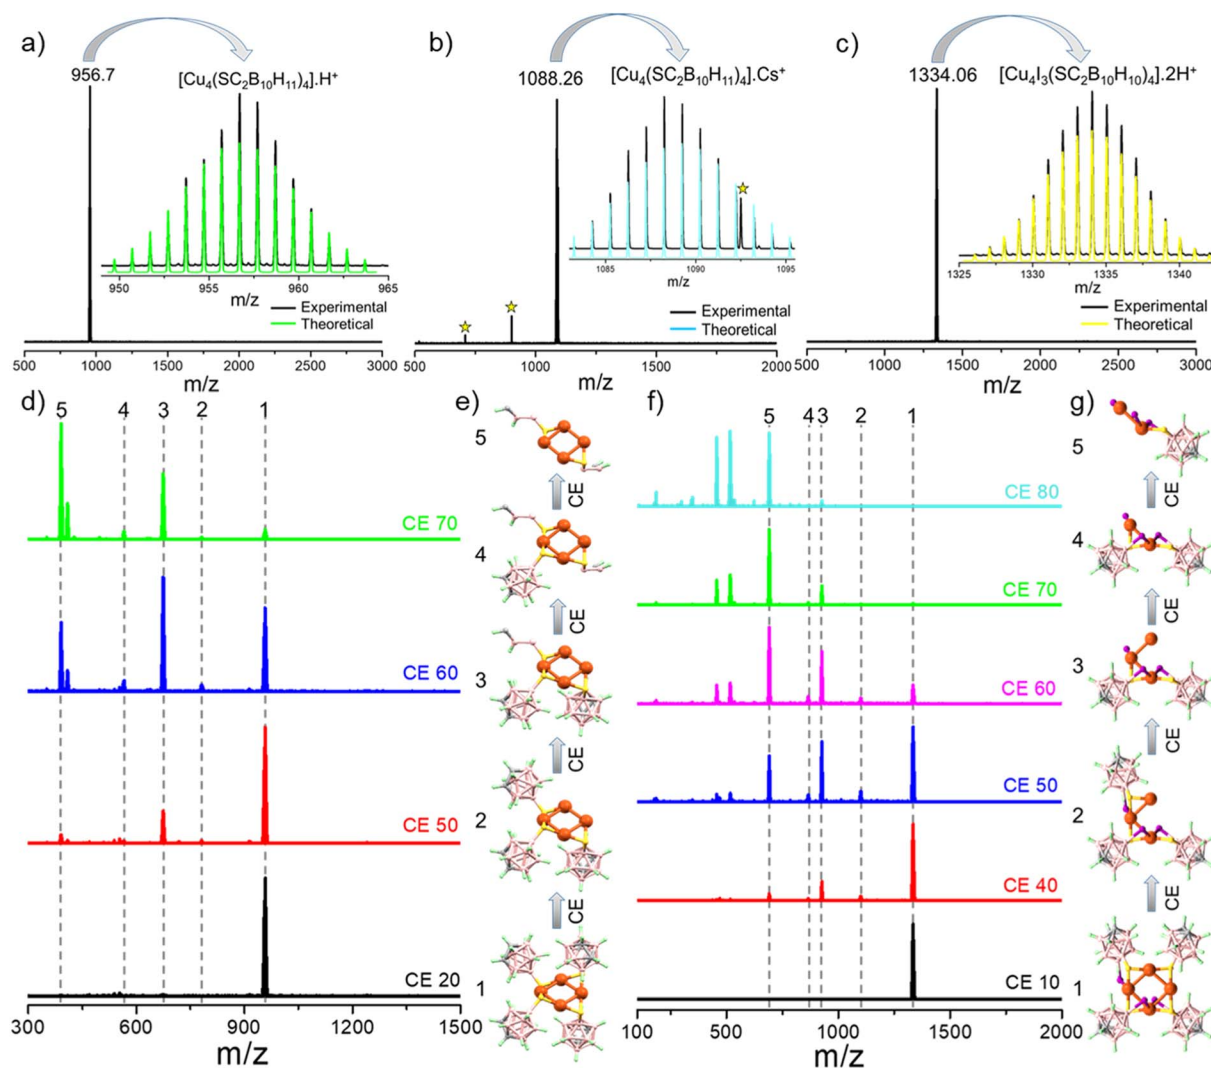 a)
956.7
[Cu₄(SC₂B₁₀H₁₁)₄].H⁺
950 955 960 965
m/z
Experimental
Theoretical
500 1000 1500 2000 2500 3000
m/z
b)
1088.26
[Cu₄(SC₂B₁₀H₁₁)₄].Cs⁺
1085 1090 1095
m/z
Experimental
Theoretical
500 750 1000 1250 1500 1750 2000
m/z
c)
1334.06
[Cu₄I₃(SC₂B₁₀H₁₀)₄].2H⁺
1325 1330 1335 1340
m/z
Experimental
Theoretical
500 1000 1500 2000 2500 3000
m/z
d)
5 4 3 2 1
CE 70
CE 60
CE 50
CE 20
300 600 900 1200 1500
m/z
e)
5
CE
4
CE
3
CE
2
CE
1
f)
5 4 3 2 1
CE 80
CE 70
CE 60
CE 50
CE 40
CE 10
100 500 1000 1500 2000
m/z
g)
5
CE
4
CE
3
CE
2
CE
1